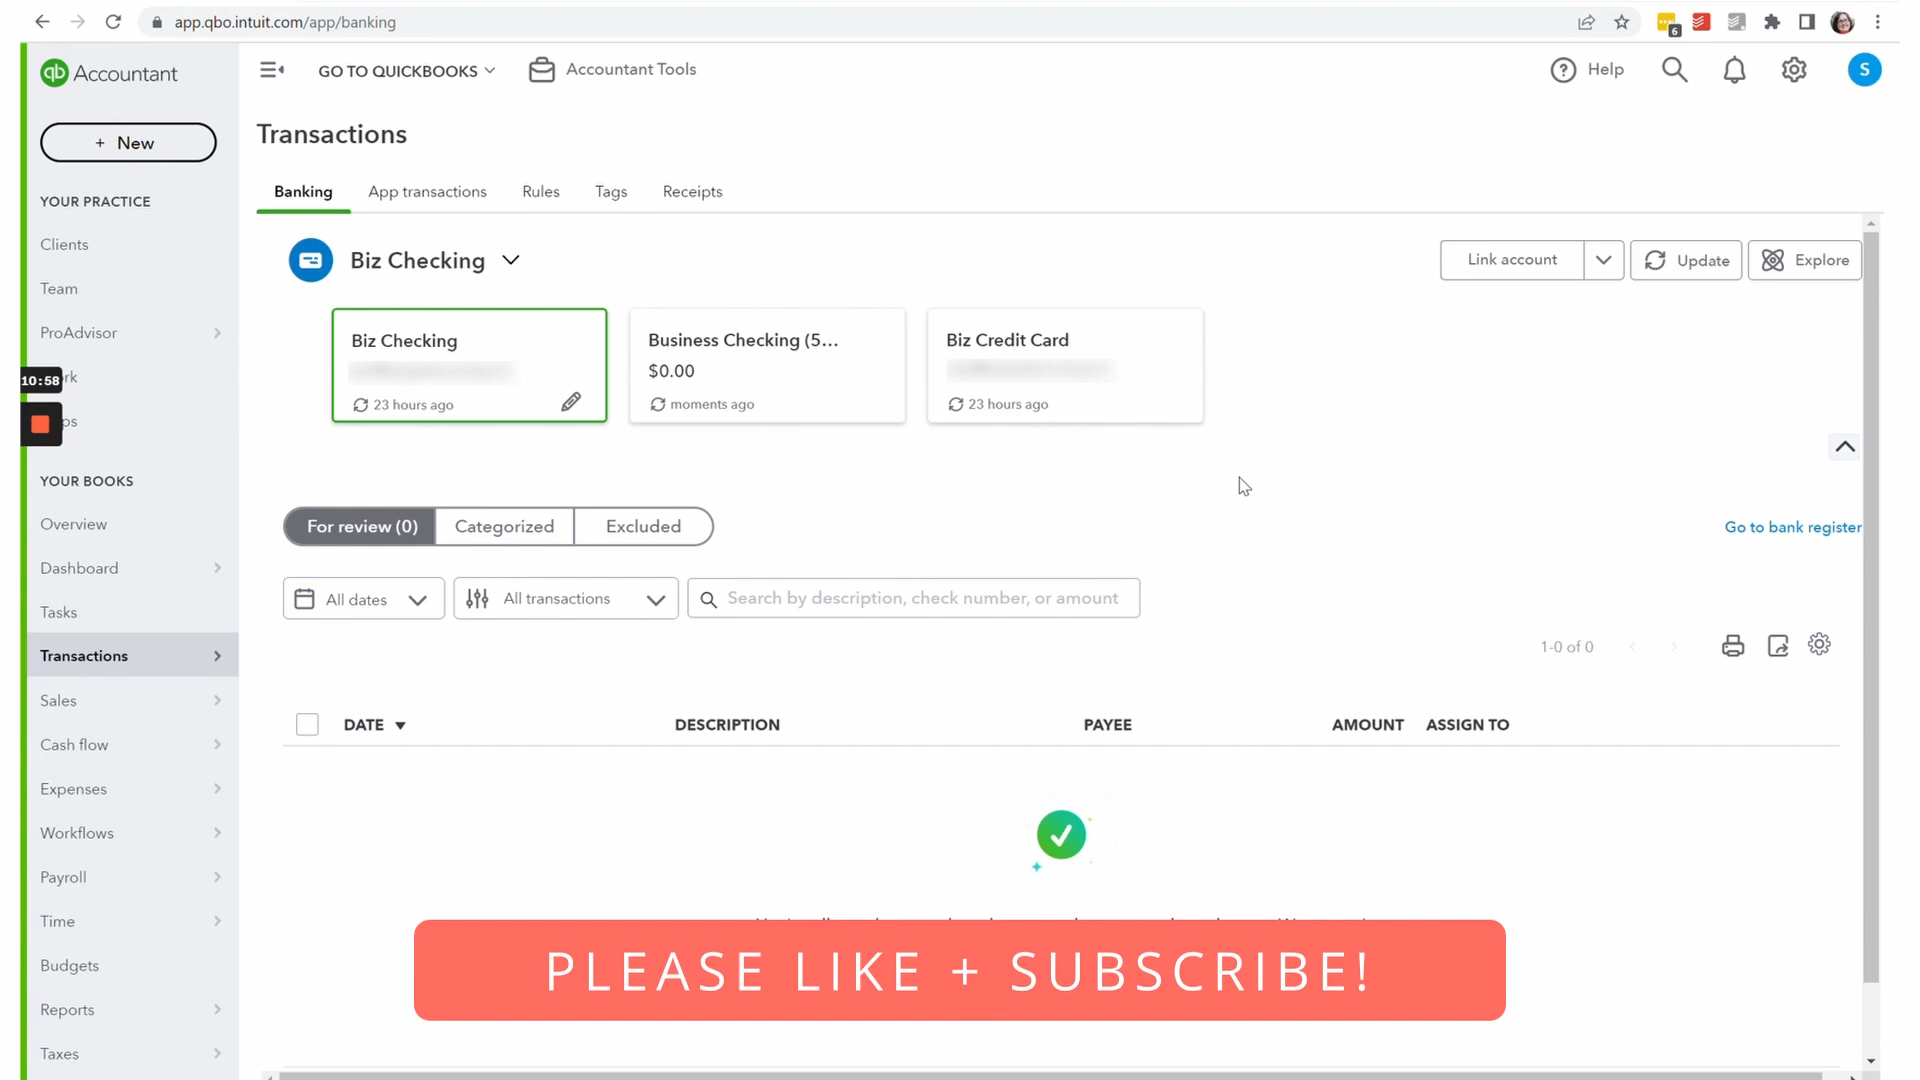 app.qbo.intuit.com/app/banking
6
qb Accountant
GO TO QUICKBOOKS
Accountant Tools
Help
S
+ New
Transactions
YOUR PRACTICE
Banking
App transactions
Rules
Tags
Receipts
Clients
Team
ProAdvisor
10:58
Biz Checking
Link account
Update
Explore
Biz Checking
23 hours ago
Business Checking (5...
$0.00
moments ago
Biz Credit Card
23 hours ago
YOUR BOOKS
Overview
Dashboard
Tasks
Transactions
Sales
Cash flow
Expenses
Workflows
Payroll
Time
Budgets
Reports
Taxes
For review (0)
Categorized
Excluded
Go to bank register
All dates
All transactions
Search by description, check number, or amount
1-0 of 0
DATE
DESCRIPTION
PAYEE
AMOUNT
ASSIGN TO
PLEASE LIKE + SUBSCRIBE!